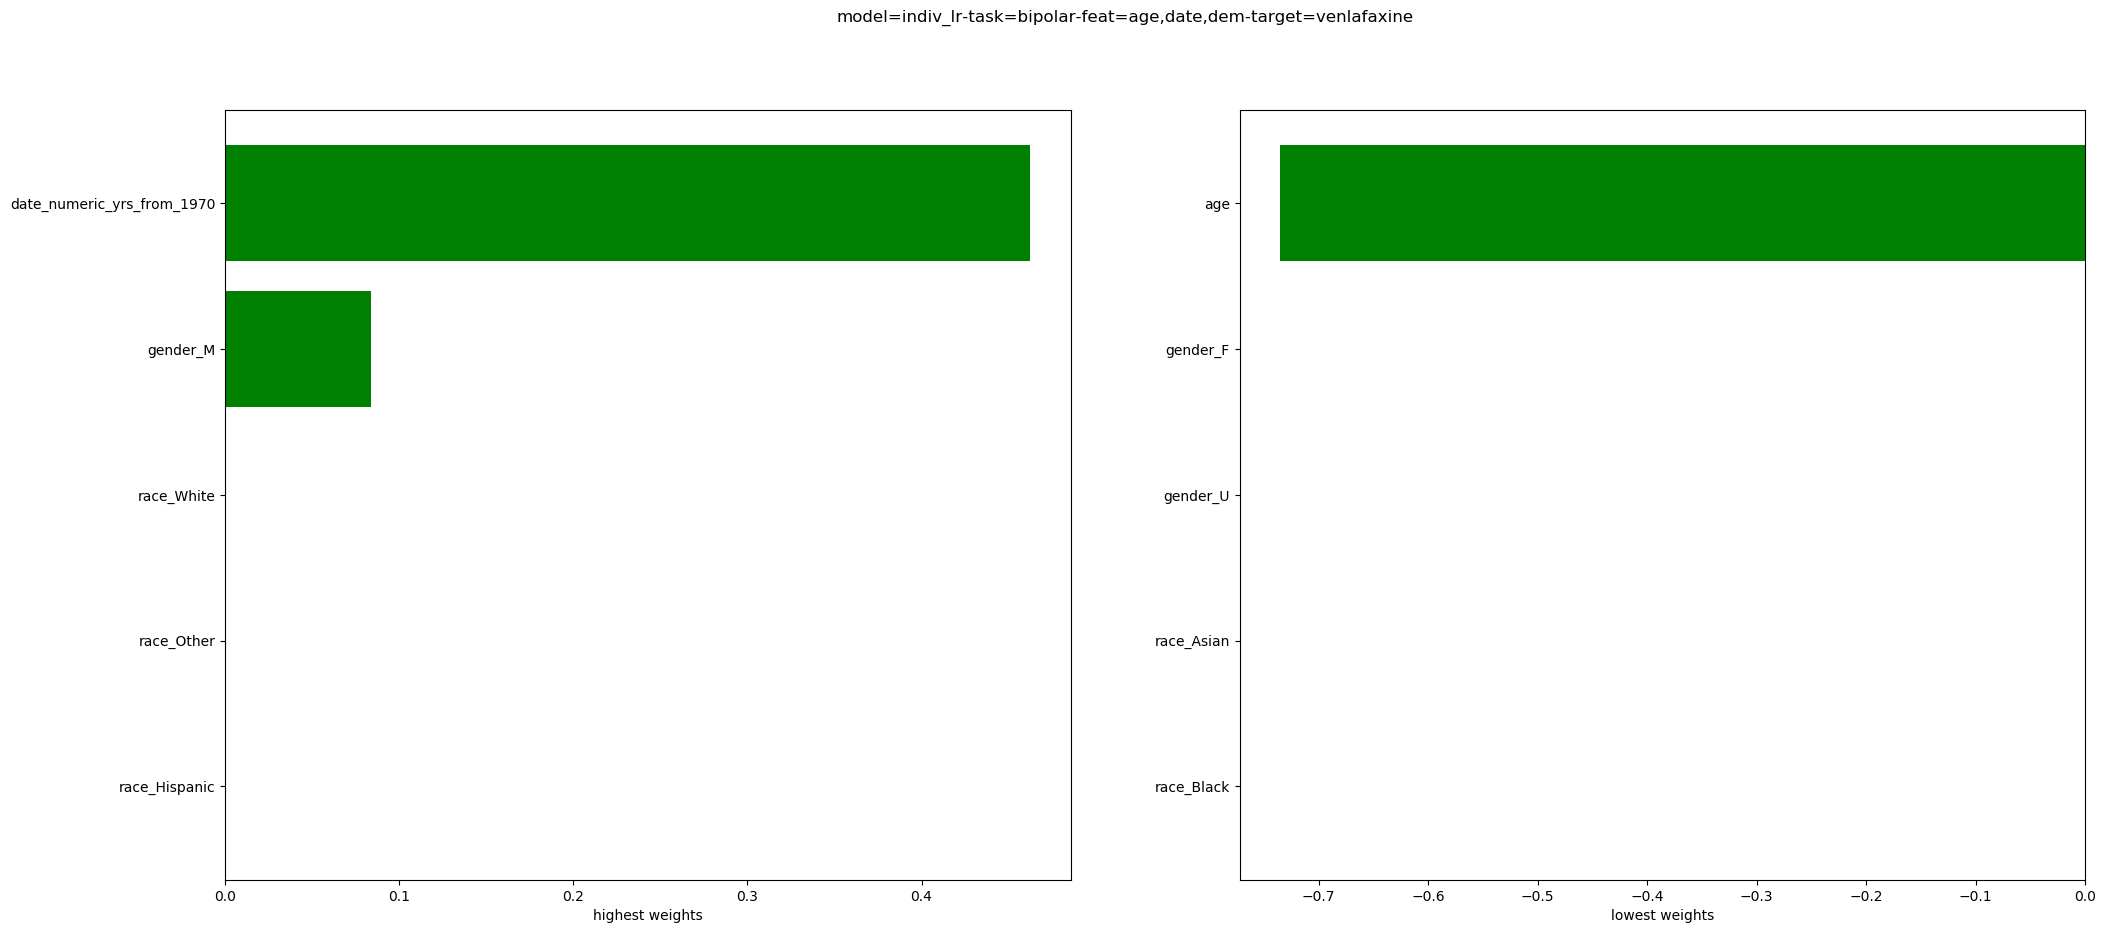 model=indiv_lr-task=bipolar-feat=age,date,dem-target=venlafaxine
date_numeric_yrs_from_1970
gender_M
race_White
race_Other
race_Hispanic
0.0 0.1 0.2 0.3 0.4
highest weights
age
gender_F
gender_U
race_Asian
race_Black
−0.7 −0.6 −0.5 −0.4 −0.3 −0.2 −0.1 0.0
lowest weights